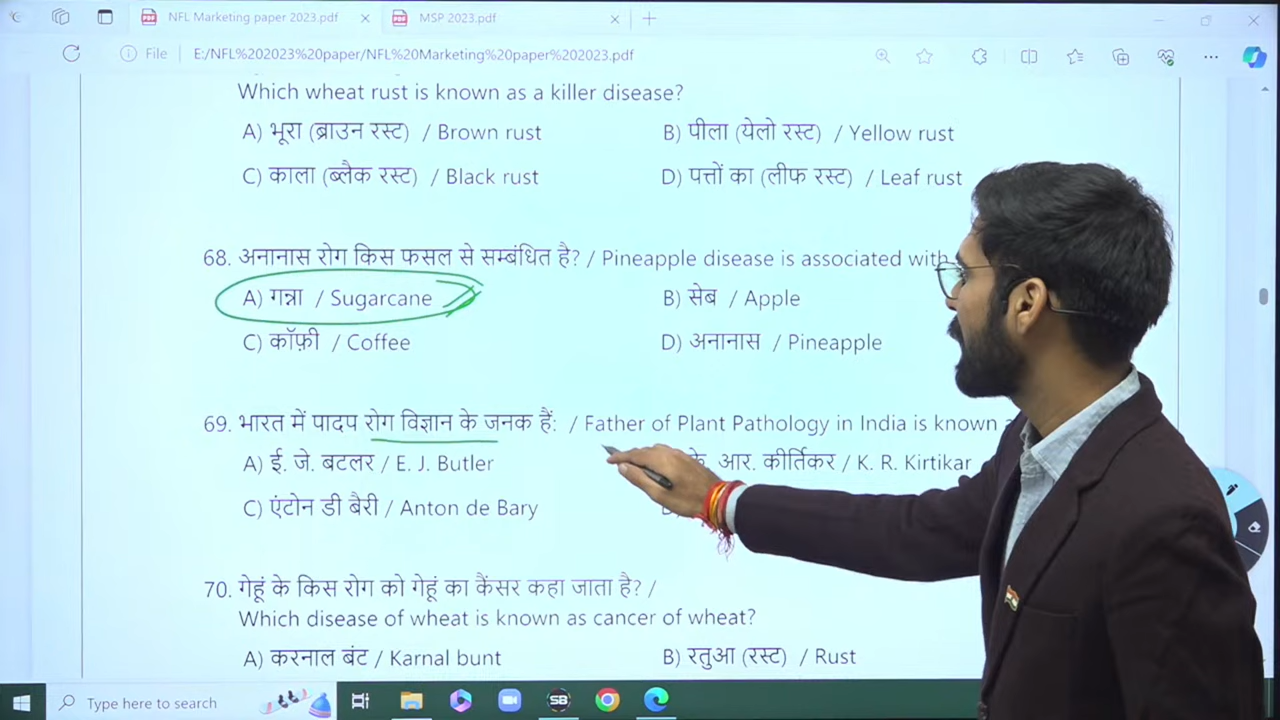 NFL Marketing paper 2023.pdf
MSP 2023.pdf
File E:/NFL%202023%20paper/NFL%20Marketing%20paper%202023.pdf
Which wheat rust is known as a killer disease?
A) भूरा (ब्राउन रस्ट) / Brown rust
B) पीला (येलो रस्ट) / Yellow rust
C) काला (ब्लैक रस्ट) / Black rust
D) पत्तों का (लीफ रस्ट) / Leaf rust
68. अनानास रोग किस फसल से सम्बंधित है? / Pineapple disease is associated with
A) गन्ना / Sugarcane
B) सेब / Apple
C) कॉफ़ी / Coffee
D) अनानास / Pineapple
69. भारत में पादप रोग विज्ञान के जनक हैं: / Father of Plant Pathology in India is known
A) ई. जे. बटलर / E. J. Butler
के. आर. कीर्तिकर / K. R. Kirtikar
C) एंटोन डी बैरी / Anton de Bary
70. गेहूं के किस रोग को गेहूं का कैंसर कहा जाता है? /
Which disease of wheat is known as cancer of wheat?
A) करनाल बंट / Karnal bunt
B) रतुआ (रस्ट) / Rust
Type here to search
SB